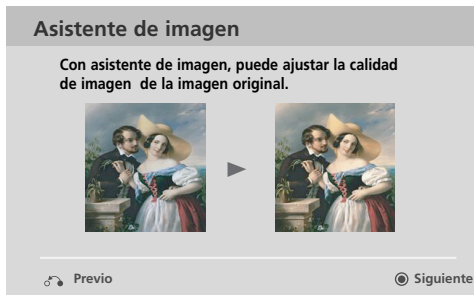 Asistente de imagen
Con asistente de imagen, puede ajustar la calidad
de imagen de la imagen original.
Previo
Siguiente